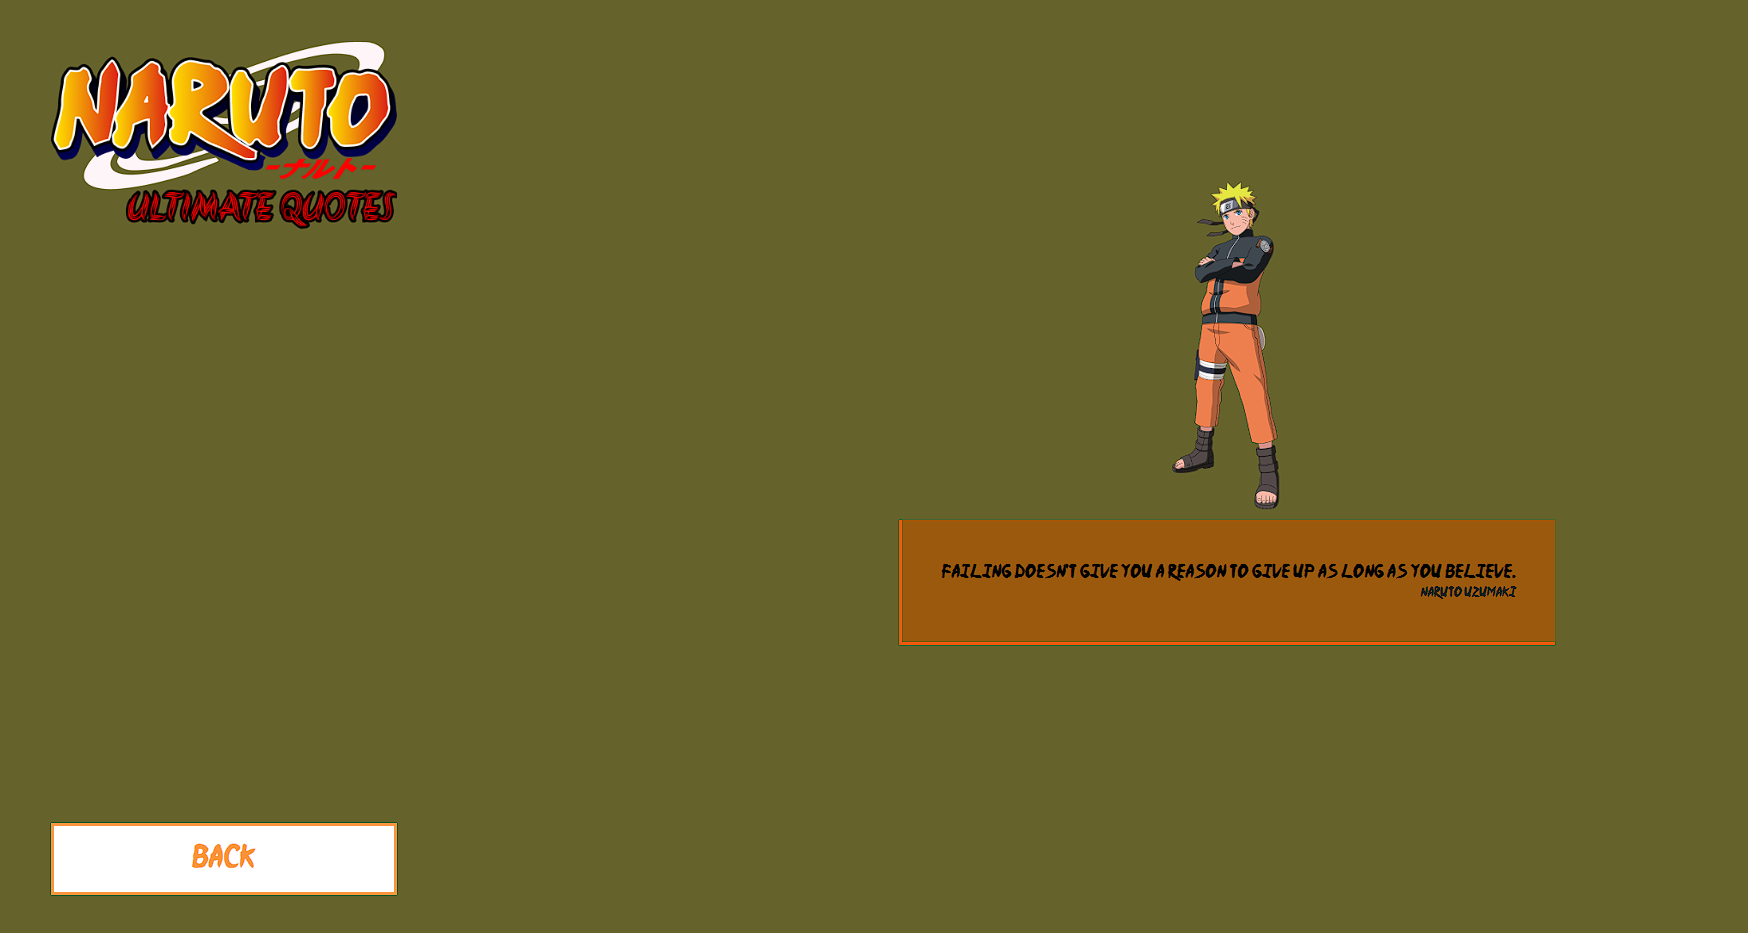 NARUTO
-ナルト-
ULTIMATE QUOTES
FAILING DOESN'T GIVE YOU A REASON TO GIVE UP AS LONG AS YOU BELIEVE.
NARUTO UZUMAKI
BACK